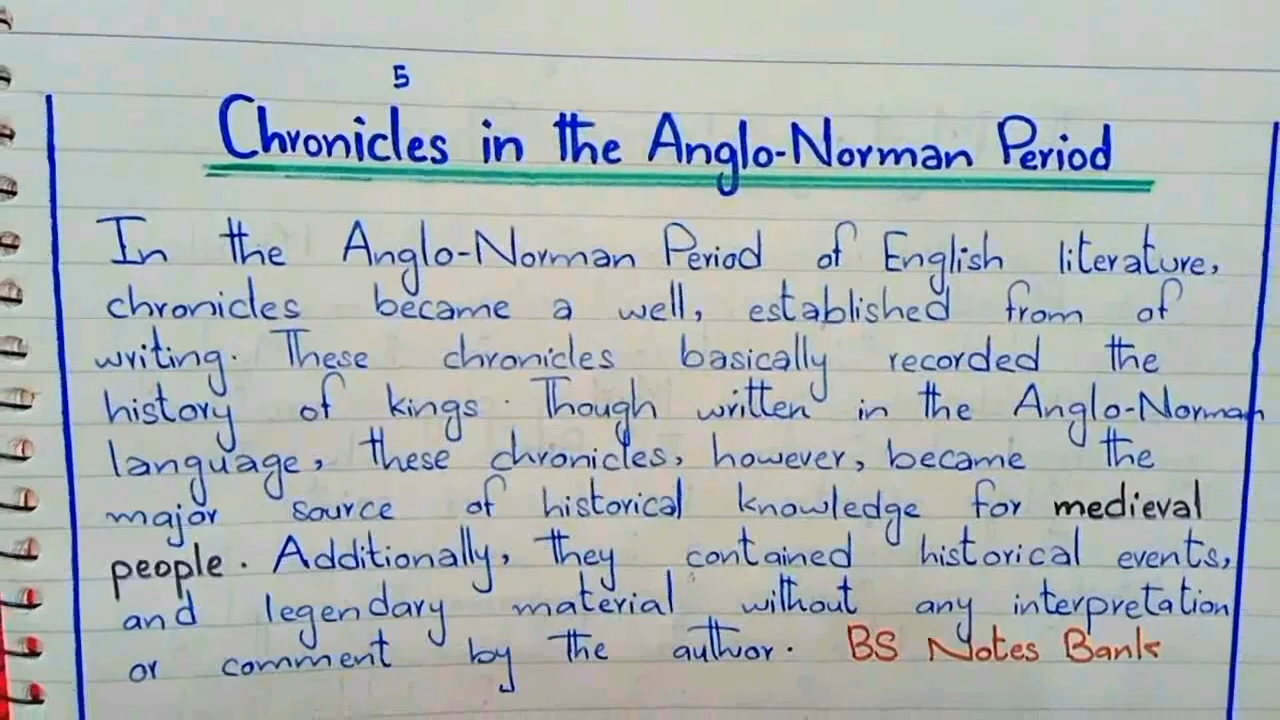 5
Chronicles in the Anglo-Norman Period
In the Anglo-Norman Period of English literature,
chronicles became a well, established from of
writing. These chronicles basically recorded the
history of kings. Though written in the Anglo-Norman
language, these chronicles, however, became the
major source of historical knowledge for medieval
people. Additionally, they contained historical events,
and legendary material without any interpretation
or comment by the author. BS Notes Bank